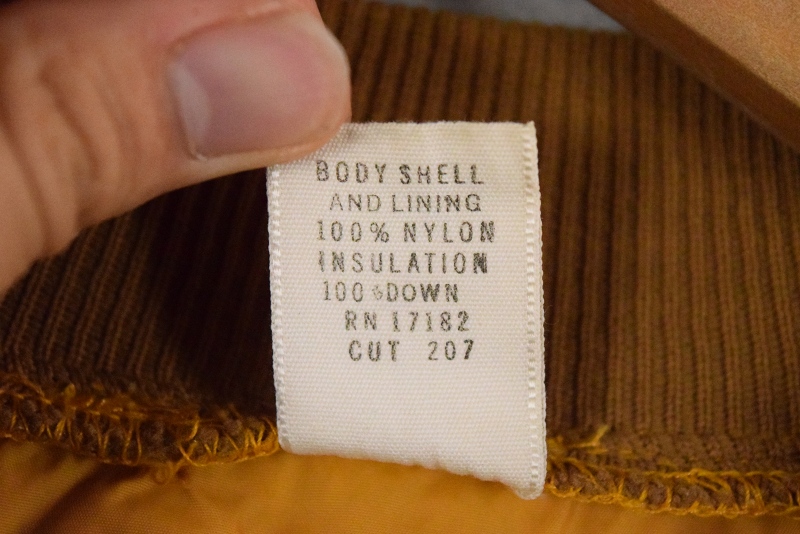 BODY SHELL
AND LINING
100% NYLON
INSULATION
100%DOWN
RN 17182
CUT 207